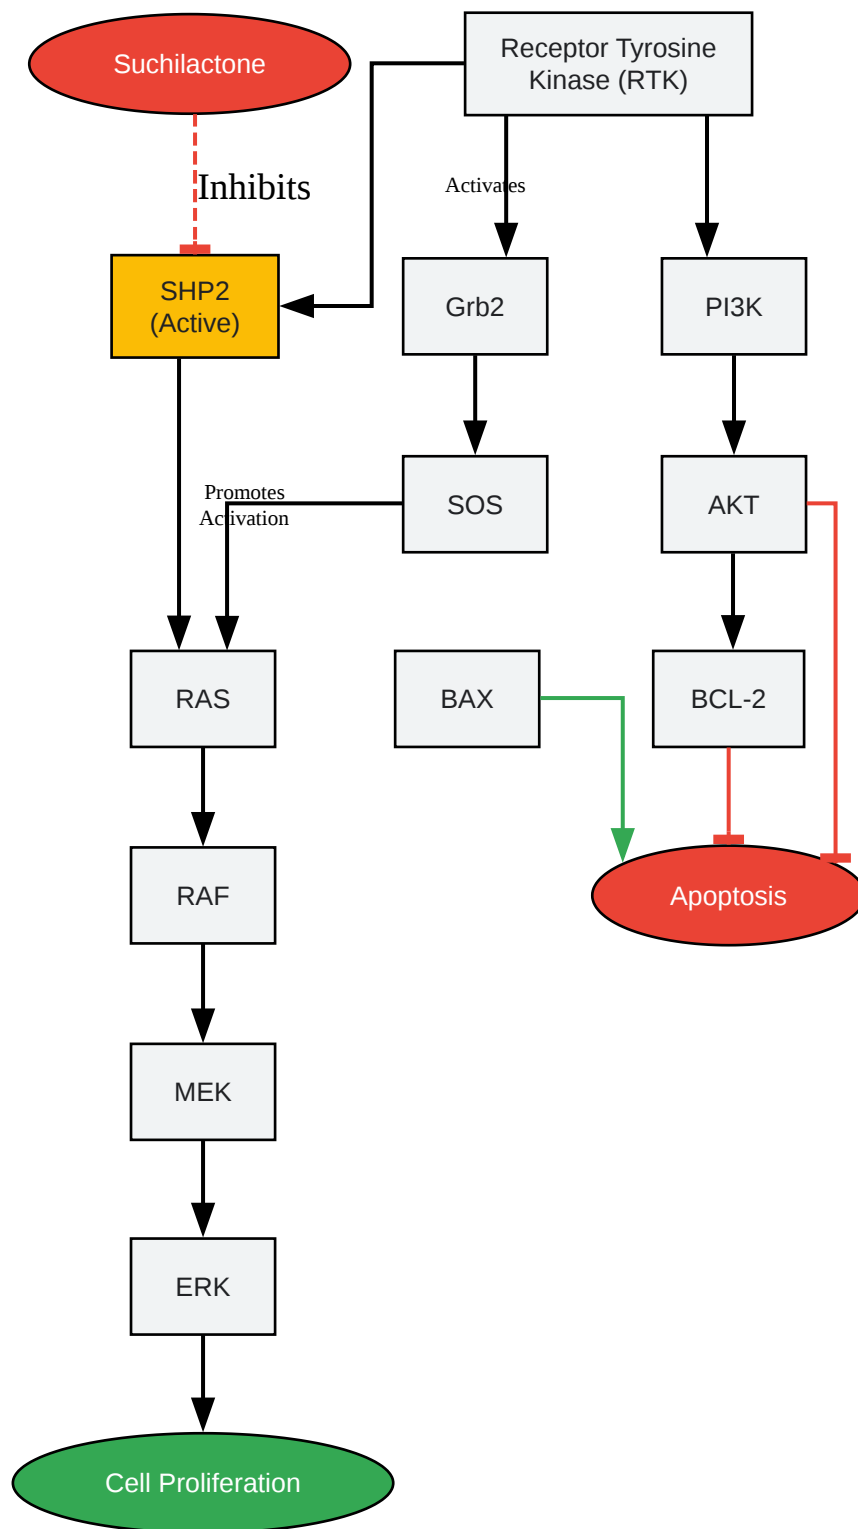 Suchilactone
Receptor Tyrosine
Kinase (RTK)
Inhibits
Activates
SHP2
(Active)
Grb2
PI3K
Promotes
Activation
SOS
AKT
RAS
BAX
BCL-2
RAF
Apoptosis
MEK
ERK
Cell Proliferation